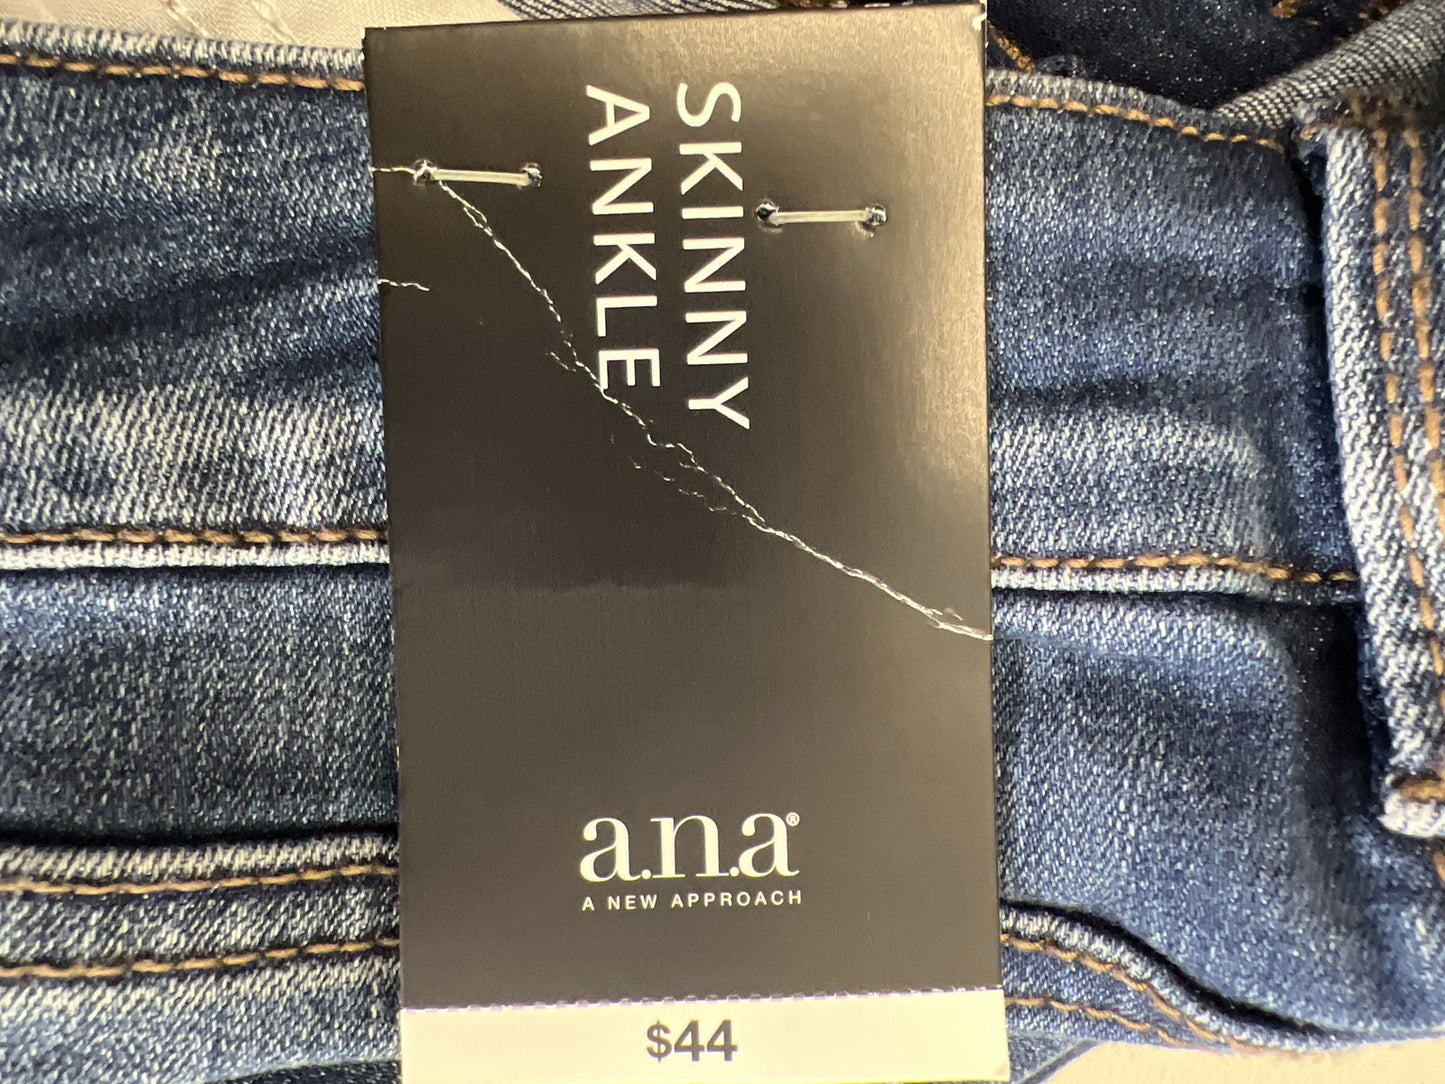 SKINNY
ANKLE
a.n.a®
A NEW APPROACH
$44